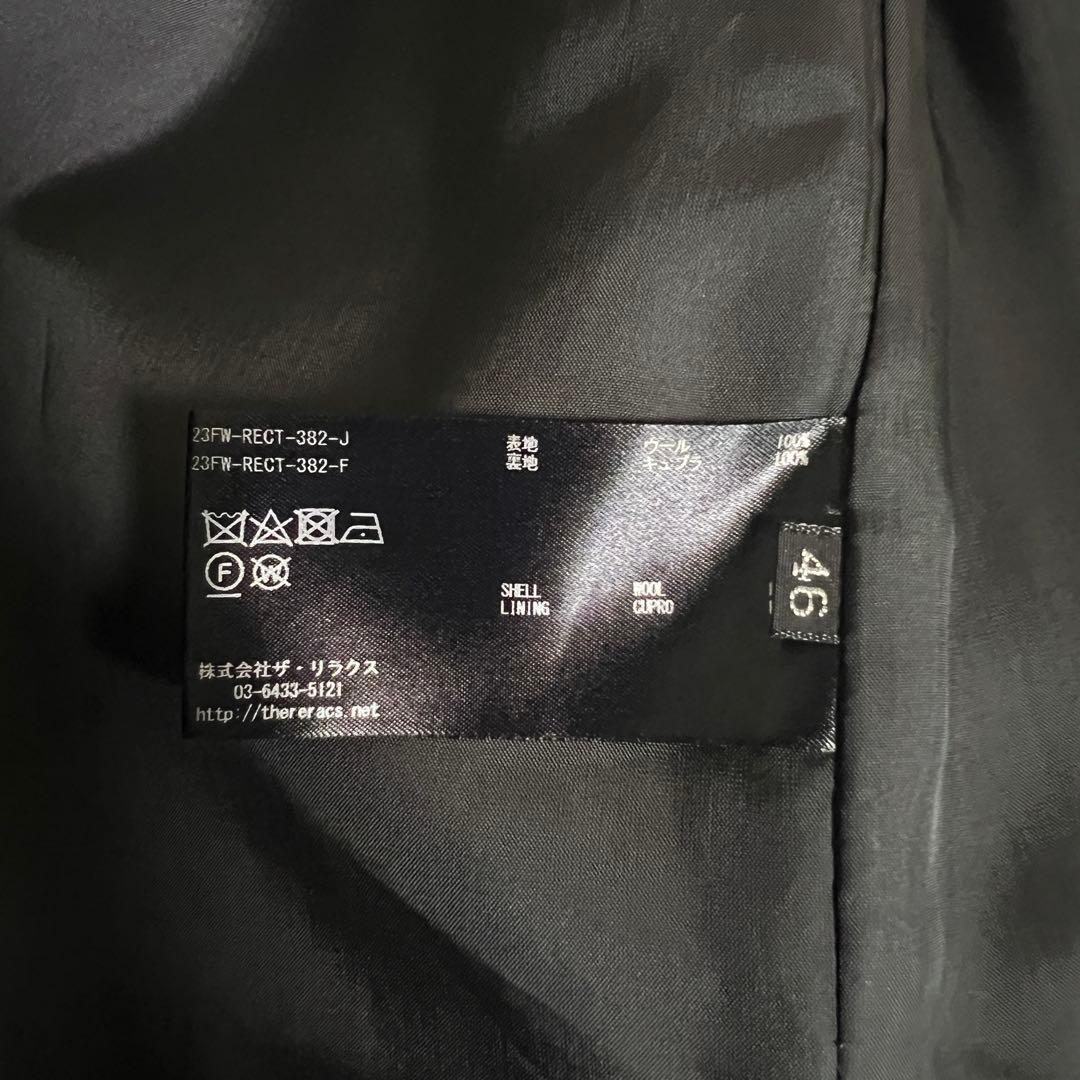 23FW-RECT-382-J
23FW-RECT-382-F
表地 ウール 100%
裏地 キュプラ 100%
F
W
SHELL WOOL
LINING CUPRO
46
株式会社ザ・リラクス
03-6433-5121
http://thereracs.net